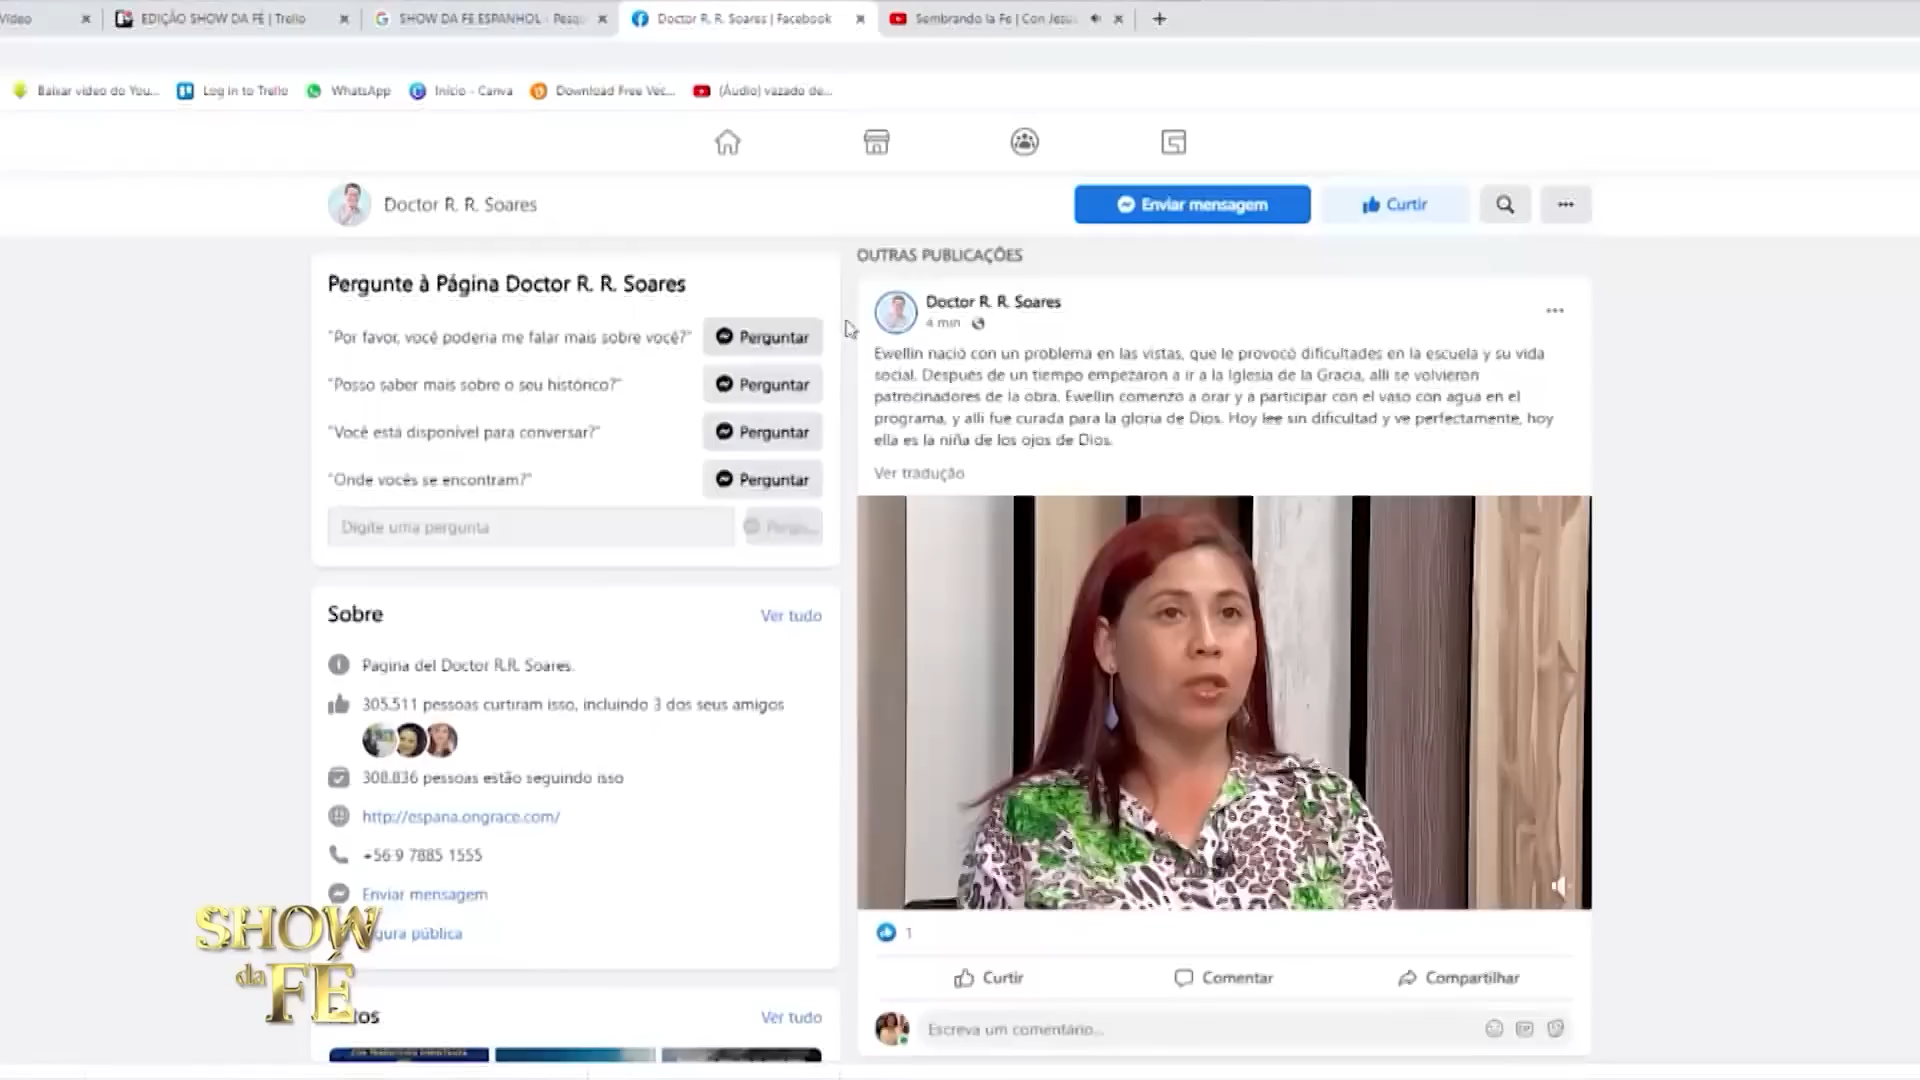 Video
EDIÇÃO SHOW DA FÉ | Trello
SHOW DA FE ESPANHOL - Pesq
Doctor R. R. Soares | Facebook
Sembrando la Fe | Con Jesu
Baixar vídeo do You...
Log in to Trello
WhatsApp
Início - Canva
Download Free Vec...
(Áudio) vazado de...
Doctor R. R. Soares
Enviar mensagem
Curtir
Pergunte à Página Doctor R. R. Soares
"Por favor, você poderia me falar mais sobre você?"
Perguntar
"Posso saber mais sobre o seu histórico?"
Perguntar
"Você está disponível para conversar?"
Perguntar
"Onde vocês se encontram?"
Perguntar
Digite uma pergunta
Pergu...
Sobre
Ver tudo
Pagina del Doctor R.R. Soares.
305.511 pessoas curtiram isso, incluindo 3 dos seus amigos
308.836 pessoas estão seguindo isso
http://espana.ongrace.com/
+56 9 7885 1555
Enviar mensagem
gura pública
tos
Ver tudo
SHOW
da FÉ
OUTRAS PUBLICAÇÕES
Doctor R. R. Soares
4 min
Ewellin nació con un problema en las vistas, que le provocó dificultades en la escuela y su vida
social. Después de un tiempo empezaron a ir a la Iglesia de la Gracia, allí se volvieron
patrocinadores de la obra. Ewellin comenzó a orar y a participar con el vaso con agua en el
programa, y allí fue curada para la gloria de Dios. Hoy lee sin dificultad y ve perfectamente, hoy
ella es la niña de los ojos de Dios.
Ver tradução
1
Curtir
Comentar
Compartilhar
Escreva um comentário...